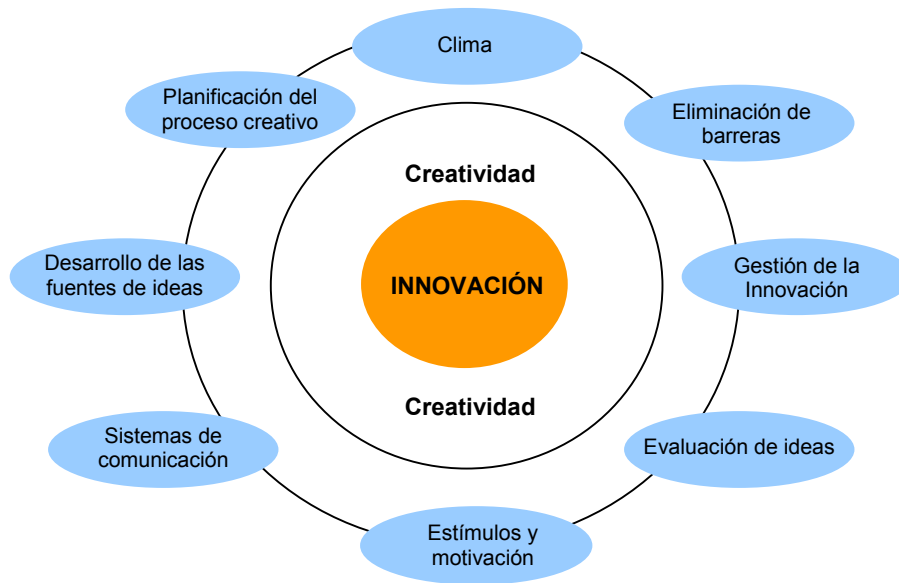 Clima
Planificación del
proceso creativo
Eliminación de
barreras
Creatividad
Desarrollo de las
fuentes de ideas
INNOVACIÓN
Gestión de la
Innovación
Creatividad
Sistemas de
comunicación
Evaluación de ideas
Estímulos y
motivación